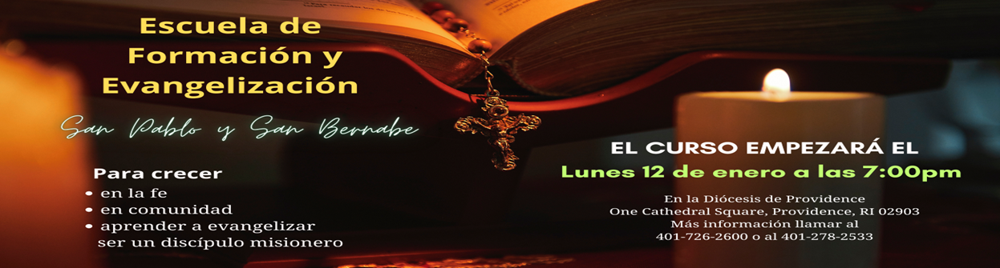 Escuela de
Formación y
Evangelización
San Pablo y San Bernabe
Para crecer
• en la fe
• en comunidad
• aprender a evangelizar
ser un discípulo misionero
EL CURSO EMPEZARÁ EL
Lunes 12 de enero a las 7:00pm
En la Diócesis de Providence
One Cathedral Square, Providence, RI 02903
Más información llamar al
401-726-2600 o al 401-278-2533